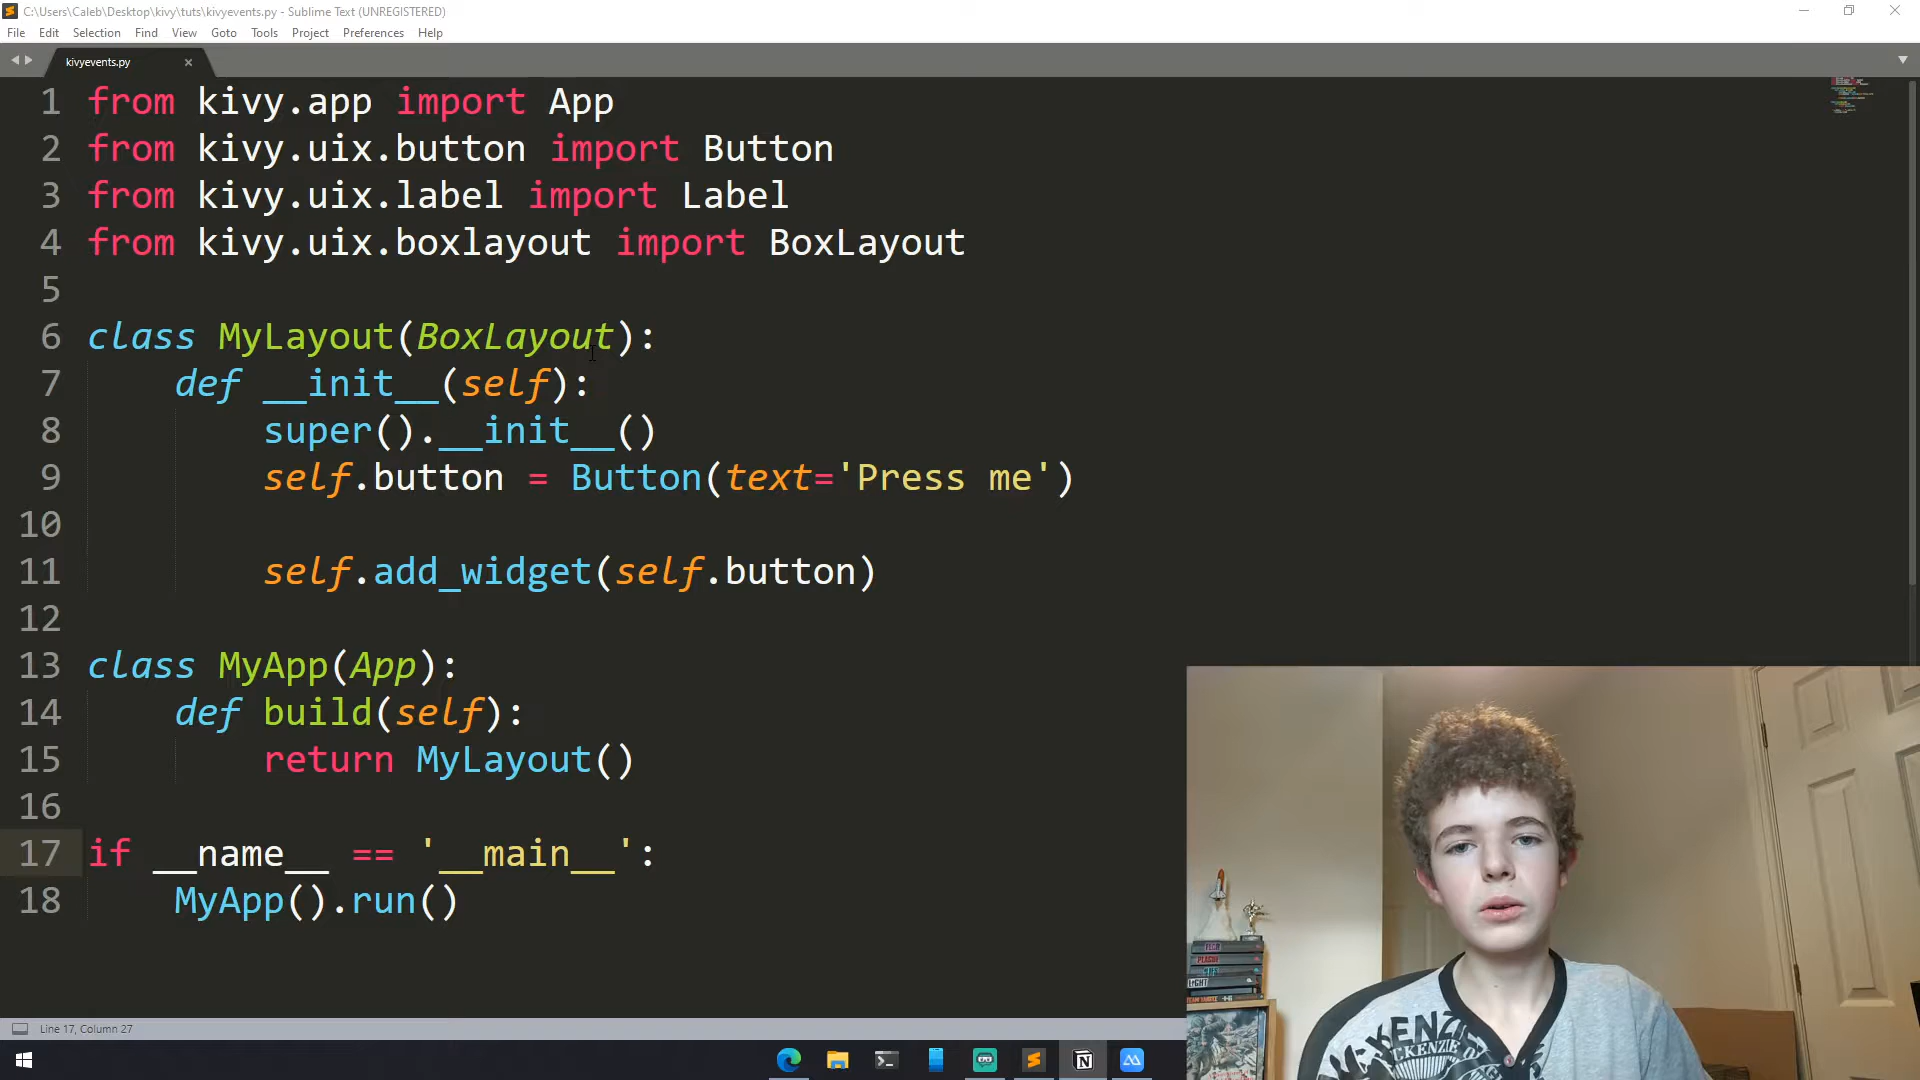 C:\Users\Caleb\Desktop\kivy\tuts\kivyevents.py - Sublime Text (UNREGISTERED)
File Edit Selection Find View Goto Tools Project Preferences Help
kivyevents.py
1 from kivy.app import App
2 from kivy.uix.button import Button
3 from kivy.uix.label import Label
4 from kivy.uix.boxlayout import BoxLayout
5
6 class MyLayout(BoxLayout):
7 def __init__(self):
8 super().__init__()
9 self.button = Button(text='Press me')
10
11 self.add_widget(self.button)
12
13 class MyApp(App):
14 def build(self):
15 return MyLayout()
16
17 if __name__ == '__main__':
18 MyApp().run()
Line 17, Column 27
PLAGUE